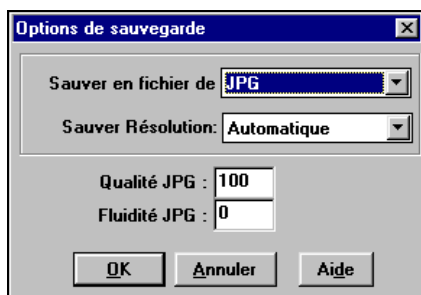 Options de sauvegarde
Sauver en fichier de JPG
Sauver Résolution: Automatique
Qualité JPG : 100
Fluidité JPG : 0
OK Annuler Aide